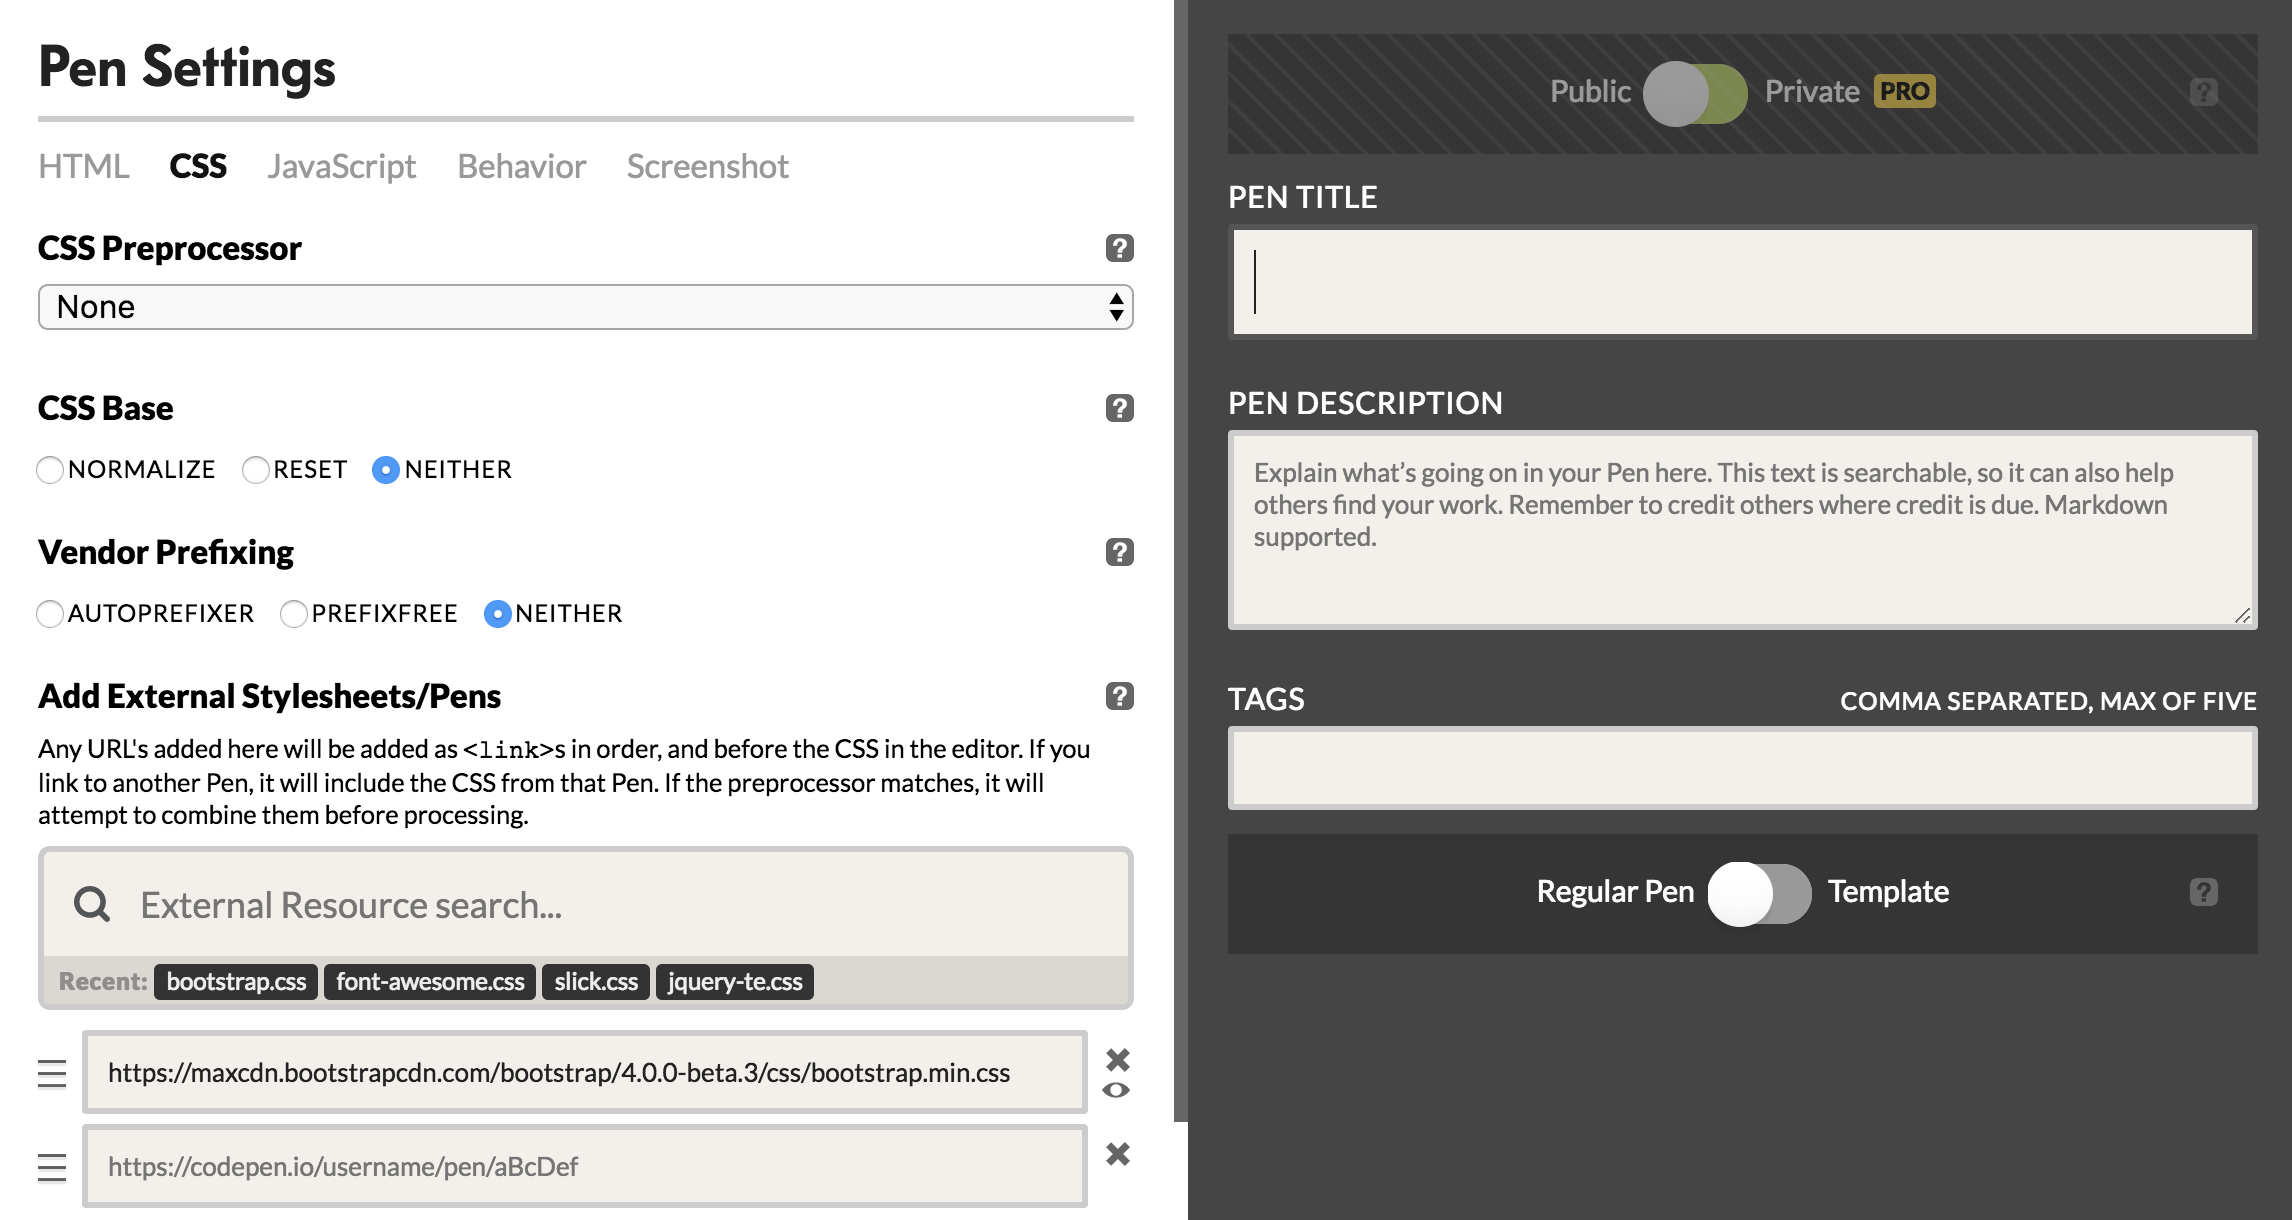 Pen Settings
HTML CSS JavaScript Behavior Screenshot
CSS Preprocessor ?
None
CSS Base ?
NORMALIZE RESET NEITHER
Vendor Prefixing ?
AUTOPREFIXER PREFIXFREE NEITHER
Add External Stylesheets/Pens ?
Any URL's added here will be added as <link>s in order, and before the CSS in the editor. If you
link to another Pen, it will include the CSS from that Pen. If the preprocessor matches, it will
attempt to combine them before processing.
External Resource search...
Recent: bootstrap.css font-awesome.css slick.css jquery-te.css
https://maxcdn.bootstrapcdn.com/bootstrap/4.0.0-beta.3/css/bootstrap.min.css
https://codepen.io/username/pen/aBcDef
Public Private PRO ?
PEN TITLE
PEN DESCRIPTION
Explain what’s going on in your Pen here. This text is searchable, so it can also help
others find your work. Remember to credit others where credit is due. Markdown
supported.
TAGS COMMA SEPARATED, MAX OF FIVE
Regular Pen Template ?